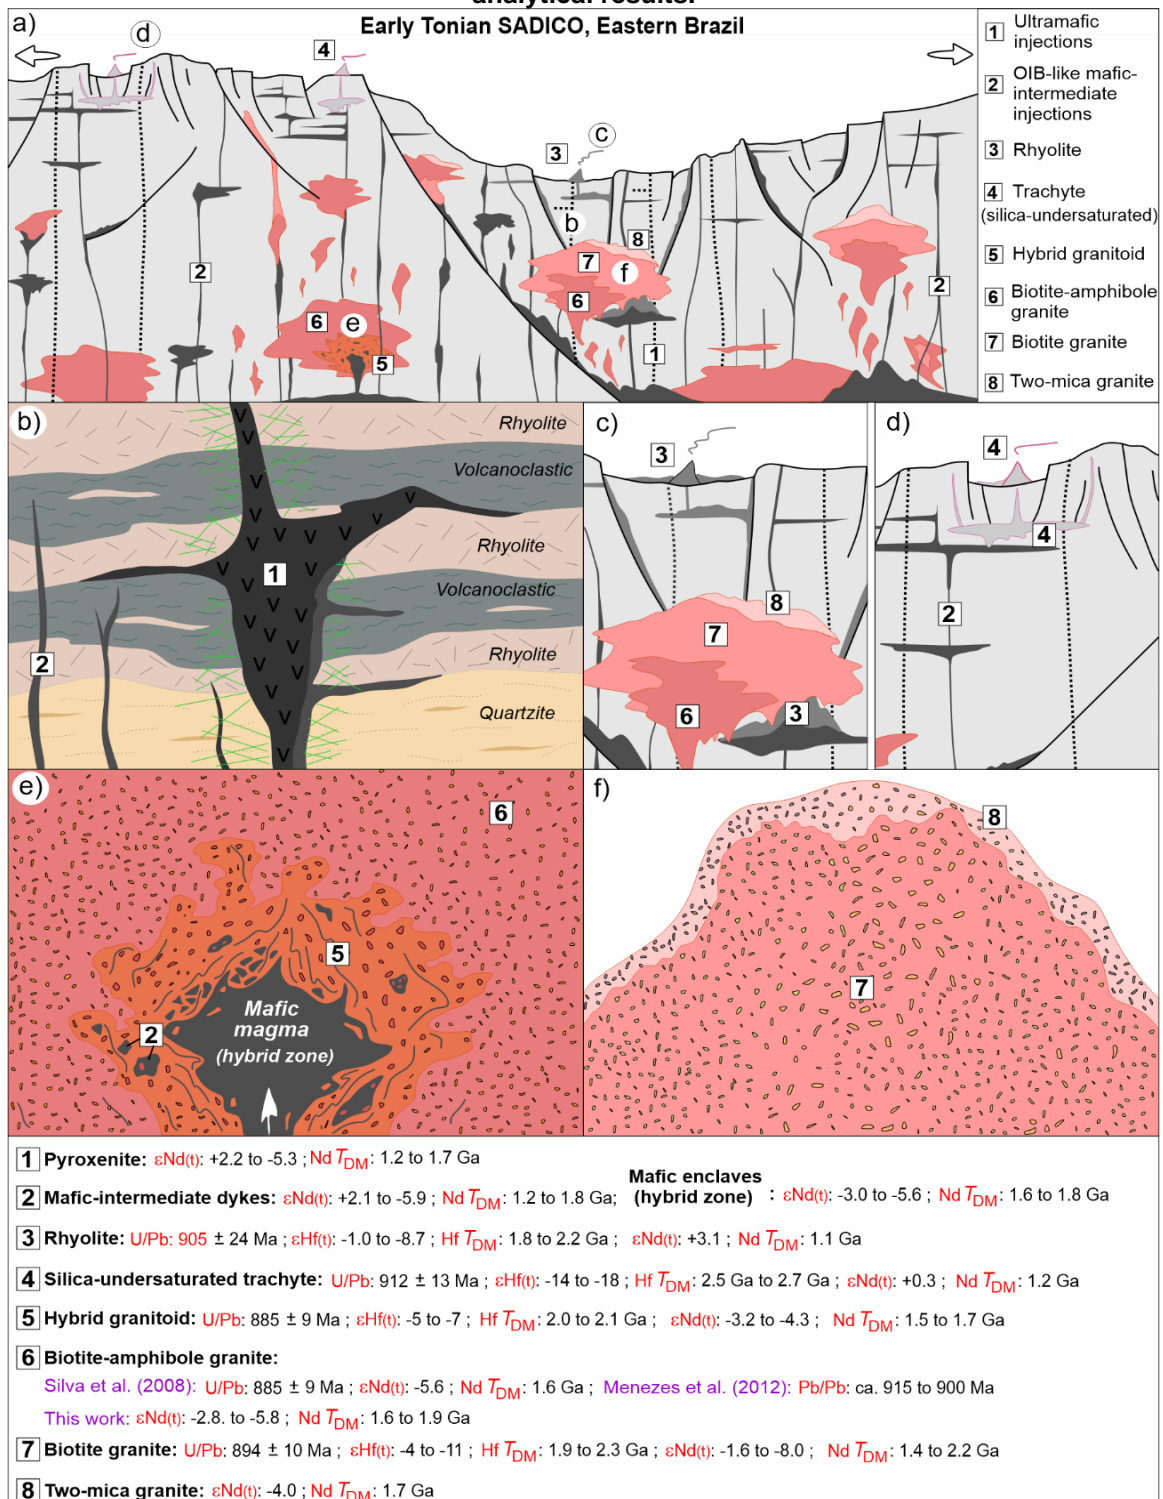 analytical results.
a)
Early Tonian SADICO, Eastern Brazil
d
4
3
c
b
8
7
f
6
2
6
e
5
1
2
1 Ultramafic
injections
2 OIB-like mafic-
intermediate
injections
3 Rhyolite
4 Trachyte
(silica-undersaturated)
5 Hybrid granitoid
6 Biotite-amphibole
granite
7 Biotite granite
8 Two-mica granite
b)
Rhyolite
Volcanoclastic
Rhyolite
1
Volcanoclastic
2
Rhyolite
Quartzite
c)
3
8
7
6
3
d)
4
4
2
e)
6
5
2
Mafic
magma
(hybrid zone)
f)
8
7
1 Pyroxenite: εNd(t): +2.2 to -5.3 ; Nd TDM: 1.2 to 1.7 Ga
2 Mafic-intermediate dykes: εNd(t): +2.1 to -5.9 ; Nd TDM: 1.2 to 1.8 Ga; Mafic enclaves (hybrid zone) : εNd(t): -3.0 to -5.6 ; Nd TDM: 1.6 to 1.8 Ga
3 Rhyolite: U/Pb: 905 ± 24 Ma ; εHf(t): -1.0 to -8.7 ; Hf TDM: 1.8 to 2.2 Ga ; εNd(t): +3.1 ; Nd TDM: 1.1 Ga
4 Silica-undersaturated trachyte: U/Pb: 912 ± 13 Ma ; εHf(t): -14 to -18 ; Hf TDM: 2.5 Ga to 2.7 Ga ; εNd(t): +0.3 ; Nd TDM: 1.2 Ga
5 Hybrid granitoid: U/Pb: 885 ± 9 Ma ; εHf(t): -5 to -7 ; Hf TDM: 2.0 to 2.1 Ga ; εNd(t): -3.2 to -4.3 ; Nd TDM: 1.5 to 1.7 Ga
6 Biotite-amphibole granite:
Silva et al. (2008): U/Pb: 885 ± 9 Ma ; εNd(t): -5.6 ; Nd TDM: 1.6 Ga ; Menezes et al. (2012): Pb/Pb: ca. 915 to 900 Ma
This work: εNd(t): -2.8. to -5.8 ; Nd TDM: 1.6 to 1.9 Ga
7 Biotite granite: U/Pb: 894 ± 10 Ma ; εHf(t): -4 to -11 ; Hf TDM: 1.9 to 2.3 Ga ; εNd(t): -1.6 to -8.0 ; Nd TDM: 1.4 to 2.2 Ga
8 Two-mica granite: εNd(t): -4.0 ; Nd TDM: 1.7 Ga